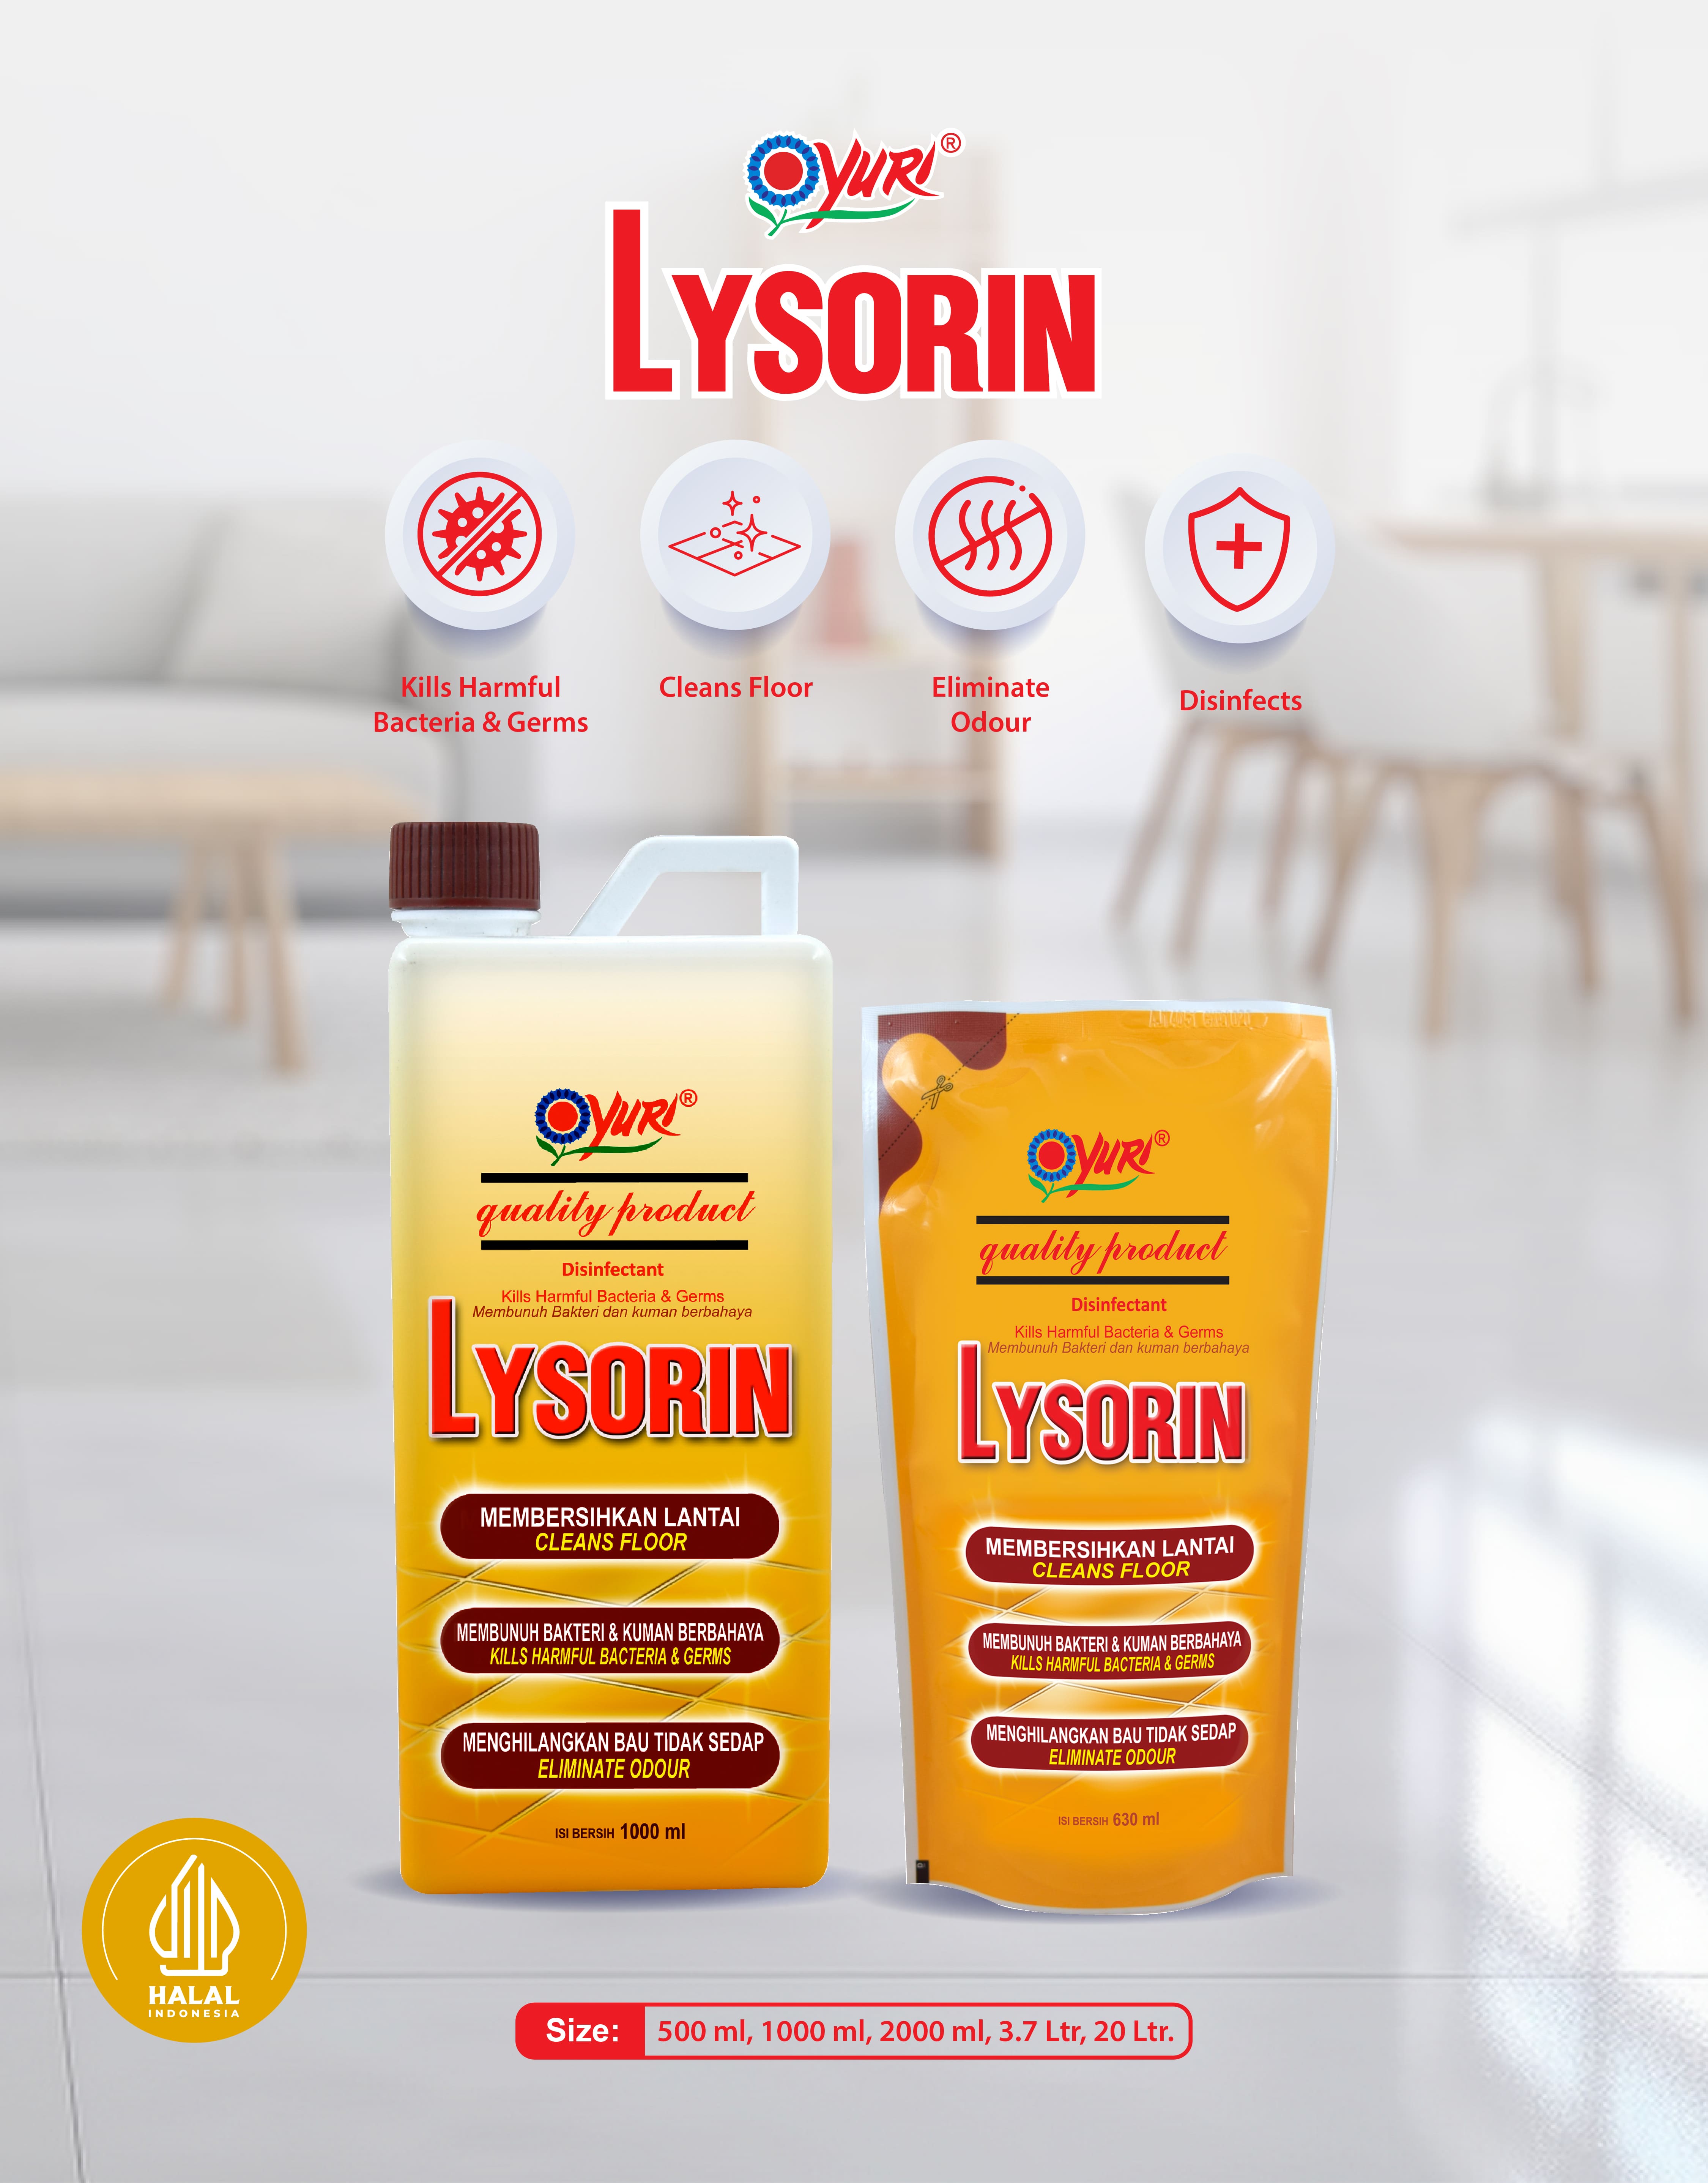 YURI®
LYSORIN
Kills Harmful
Bacteria & Germs
Cleans Floor
Eliminate
Odour
Disinfects
YURI®
quality product
Disinfectant
Kills Harmful Bacteria & Germs
Membunuh Bakteri dan kuman berbahaya
LYSORIN
MEMBERSIHKAN LANTAI
CLEANS FLOOR
MEMBUNUH BAKTERI & KUMAN BERBAHAYA
KILLS HARMFUL BACTERIA & GERMS
MENGHILANGKAN BAU TIDAK SEDAP
ELIMINATE ODOUR
ISI BERSIH 1000 ml
YURI®
quality product
Disinfectant
Kills Harmful Bacteria & Germs
Membunuh Bakteri dan kuman berbahaya
LYSORIN
MEMBERSIHKAN LANTAI
CLEANS FLOOR
MEMBUNUH BAKTERI & KUMAN BERBAHAYA
KILLS HARMFUL BACTERIA & GERMS
MENGHILANGKAN BAU TIDAK SEDAP
ELIMINATE ODOUR
ISI BERSIH 630 ml
HALAL
INDONESIA
Size: 500 ml, 1000 ml, 2000 ml, 3.7 Ltr, 20 Ltr.